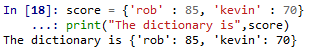 In [18]: score = {'rob' : 85, 'kevin' : 70}
...: print("The dictionary is",score)
The dictionary is {'rob': 85, 'kevin': 70}